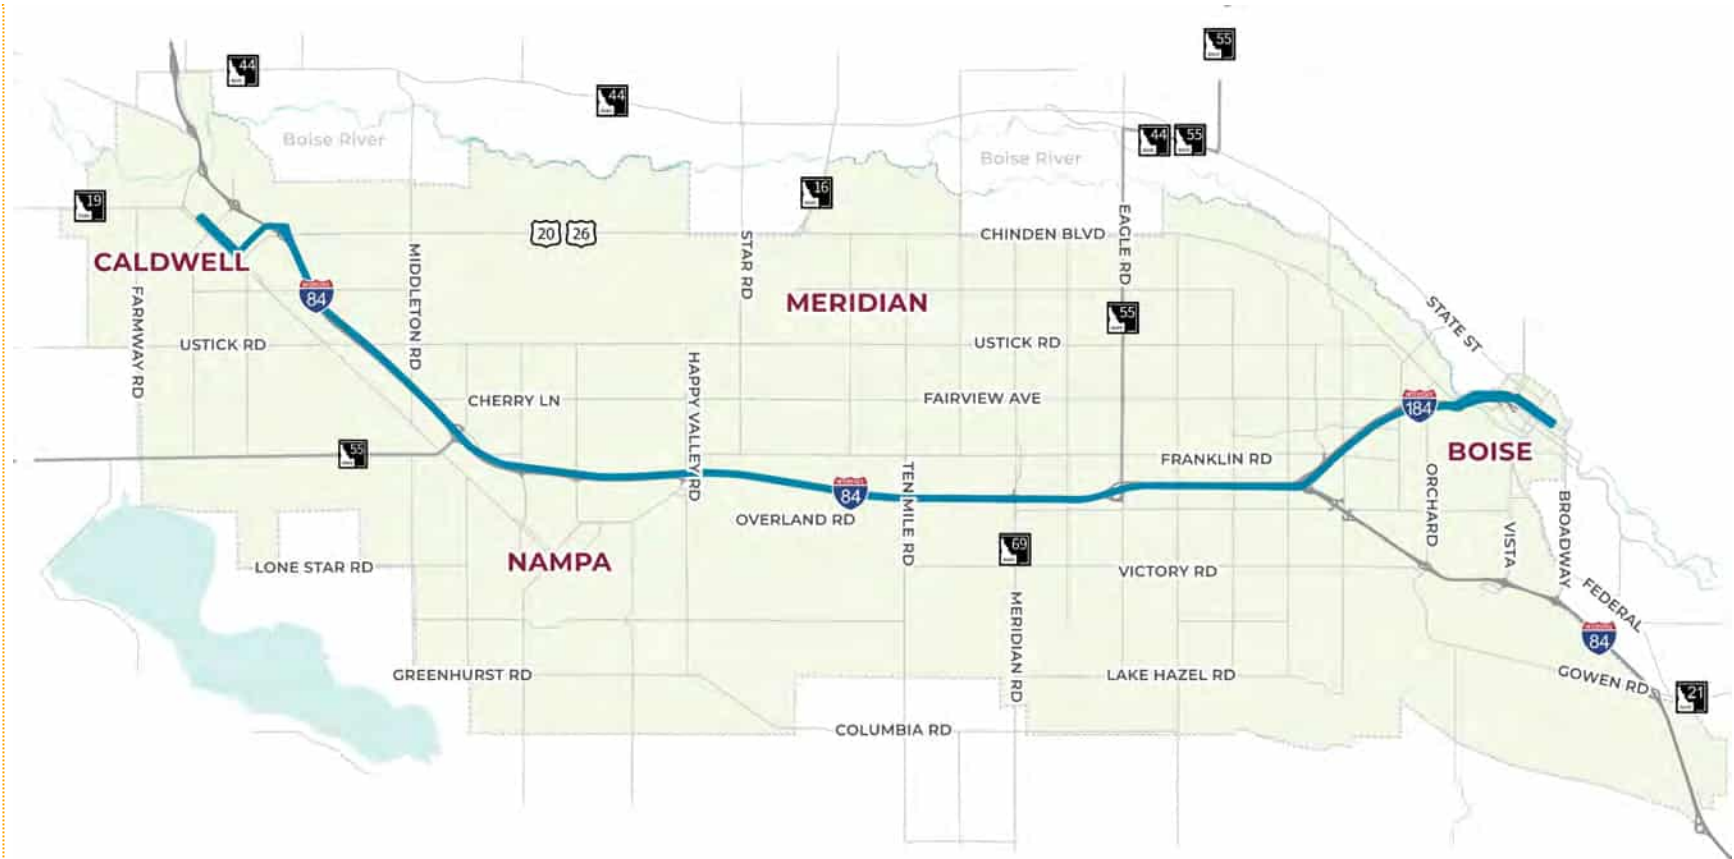 55
44
44
44
55
Boise River
Boise River
16
19
20
26
CHINDEN BLVD
EAGLE RD
STAR RD
CALDWELL
MIDDLETON RD
84
MERIDIAN
FARMWAY RD
55
STATE ST
USTICK RD
USTICK RD
HAPPY VALLEY RD
CHERRY LN
FAIRVIEW AVE
184
BOISE
55
FRANKLIN RD
TEN MILE RD
84
ORCHARD
BROADWAY
OVERLAND RD
VISTA
69
NAMPA
LONE STAR RD
VICTORY RD
FEDERAL
MERIDIAN RD
84
GREENHURST RD
LAKE HAZEL RD
GOWEN RD
21
COLUMBIA RD